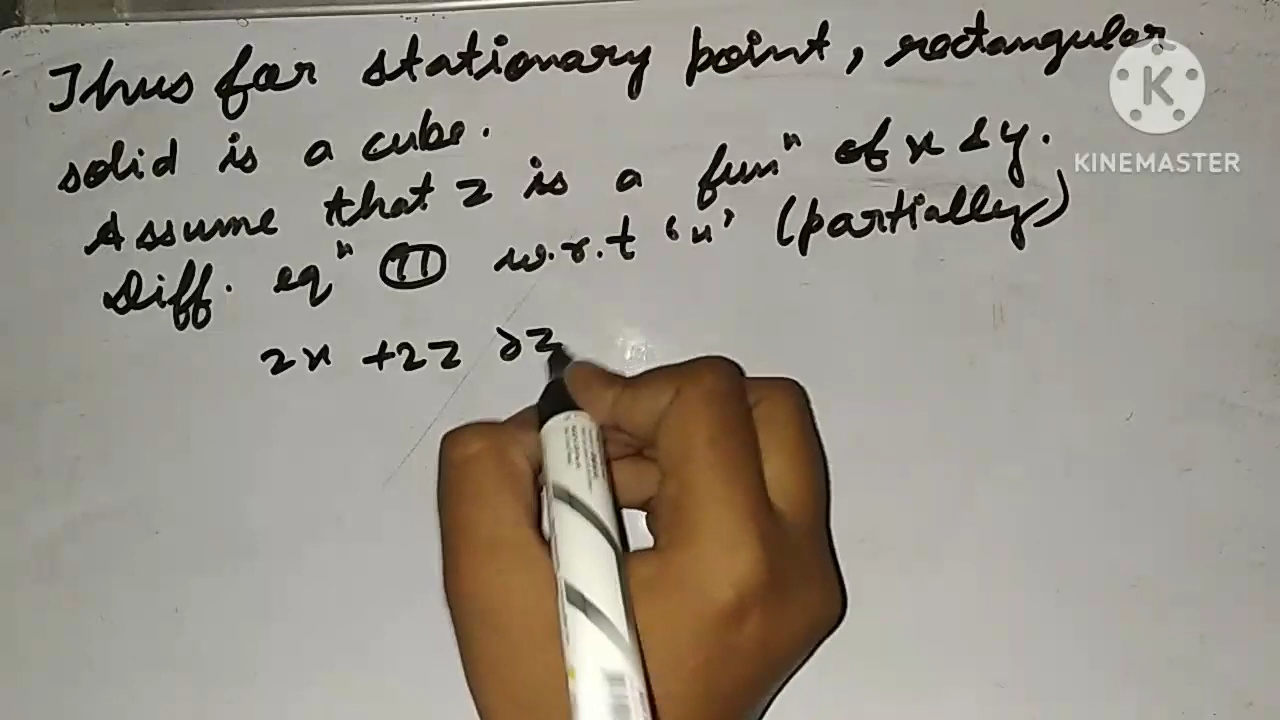 Thus for stationary point, rectangular
solid is a cube.
Assume that z is a funⁿ of x & y.
Diff. eqⁿ (II) w.r.t 'x' (partially)
2x + 2z ∂z
K
KINEMASTER